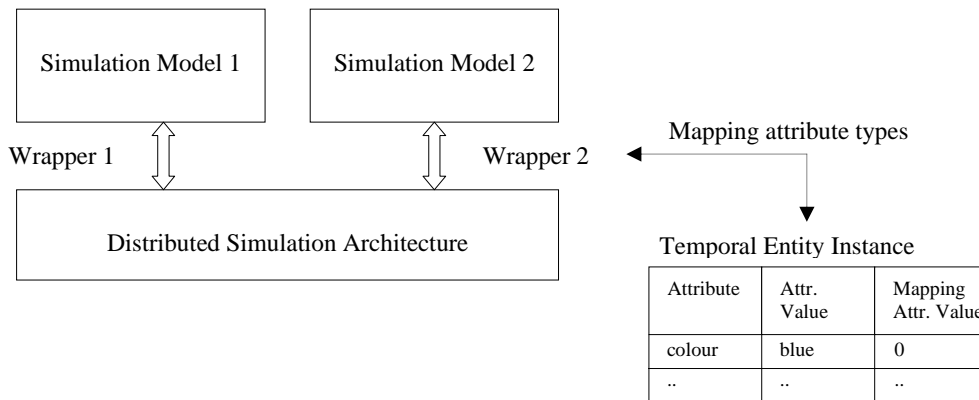 Simulation Model 1
Simulation Model 2
Wrapper 1
Wrapper 2
Mapping attribute types
Distributed Simulation Architecture
Temporal Entity Instance
Attribute
Attr.
Value
Mapping
Attr. Value
colour
blue
0
..
..
..